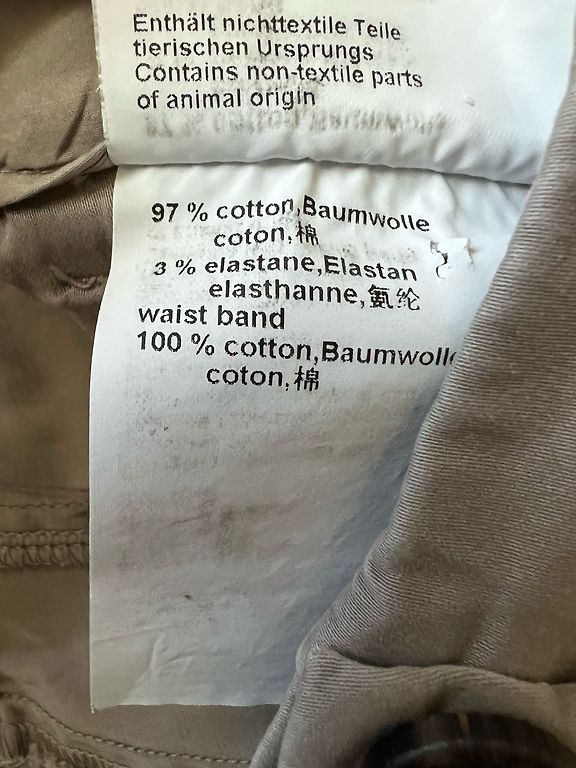 Enthält nichttextile Teile
tierischen Ursprungs
Contains non-textile parts
of animal origin
97 % cotton,Baumwolle
coton,棉
3 % elastane,Elastan
elasthanne,氨纶
waist band
100 % cotton,Baumwolle
coton,棉